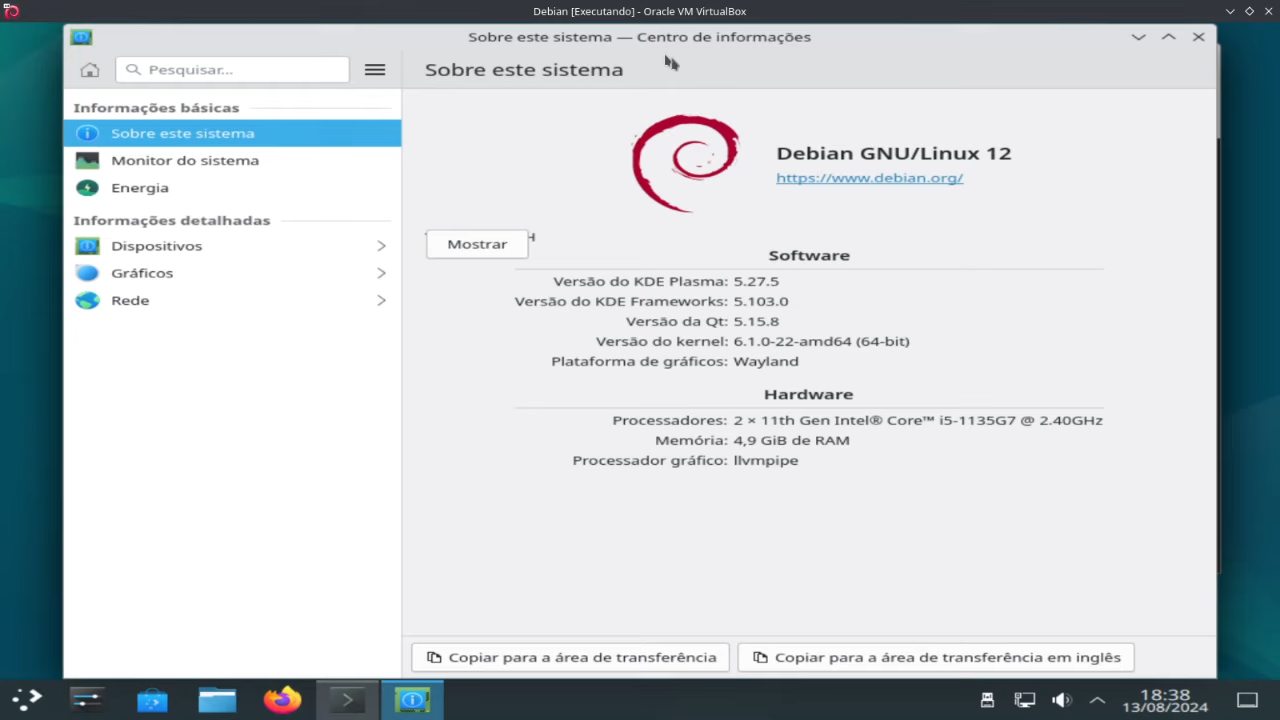 Debian [Executando] - Oracle VM VirtualBox
Sobre este sistema — Centro de informações
Pesquisar...
Sobre este sistema
Informações básicas
Sobre este sistema
Monitor do sistema
Energia
Informações detalhadas
Dispositivos
Gráficos
Rede
Debian GNU/Linux 12
https://www.debian.org/
Mostrar
Software
Versão do KDE Plasma: 5.27.5
Versão do KDE Frameworks: 5.103.0
Versão da Qt: 5.15.8
Versão do kernel: 6.1.0-22-amd64 (64-bit)
Plataforma de gráficos: Wayland
Hardware
Processadores: 2 × 11th Gen Intel® Core™ i5-1135G7 @ 2.40GHz
Memória: 4,9 GiB de RAM
Processador gráfico: llvmpipe
Copiar para a área de transferência
Copiar para a área de transferência em inglês
18:38
13/08/2024